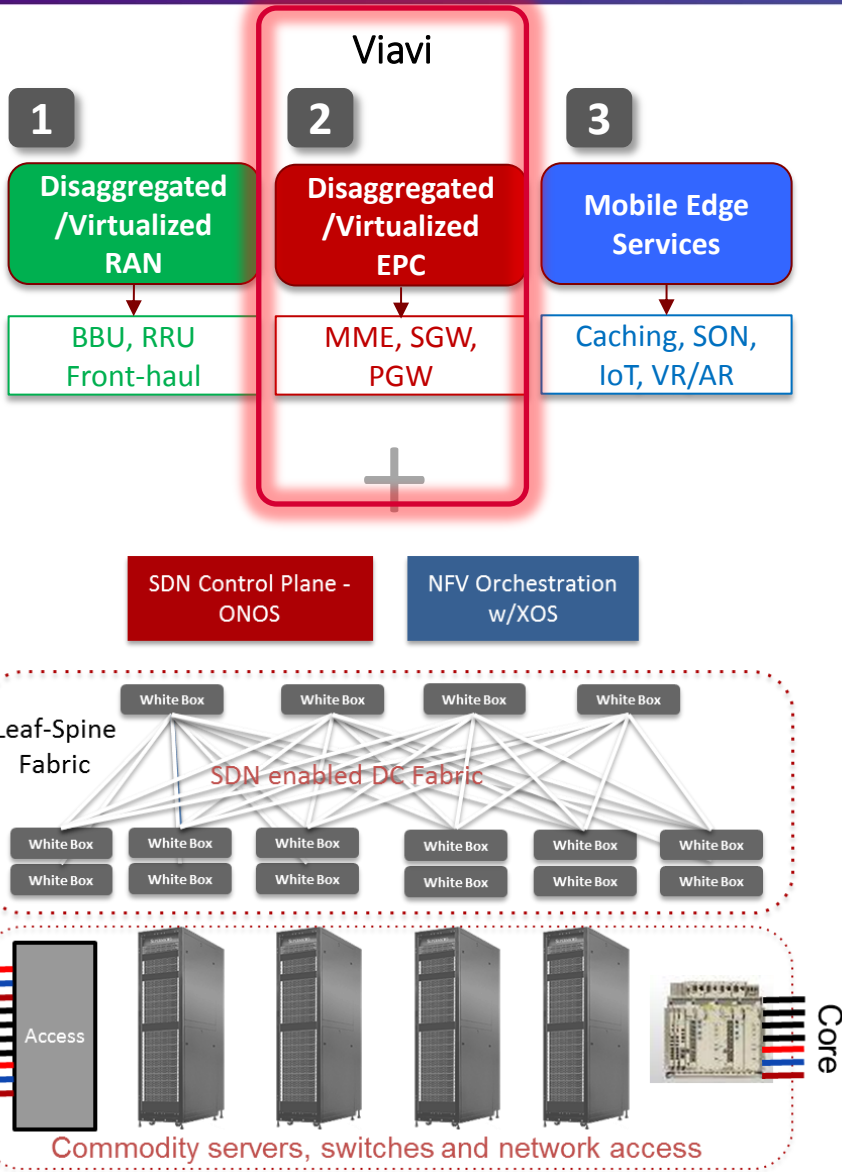 Viavi
1
2
3
Disaggregated
/Virtualized
RAN
Disaggregated
/Virtualized
EPC
Mobile Edge
Services
BBU, RRU
Front-haul
MME, SGW,
PGW
Caching, SON,
IoT, VR/AR
+
SDN Control Plane -
ONOS
NFV Orchestration
w/XOS
White Box
White Box
White Box
White Box
Leaf-Spine
Fabric
SDN enabled DC Fabric
White Box
White Box
White Box
White Box
White Box
White Box
White Box
White Box
White Box
White Box
White Box
White Box
Access
Core
Commodity servers, switches and network access